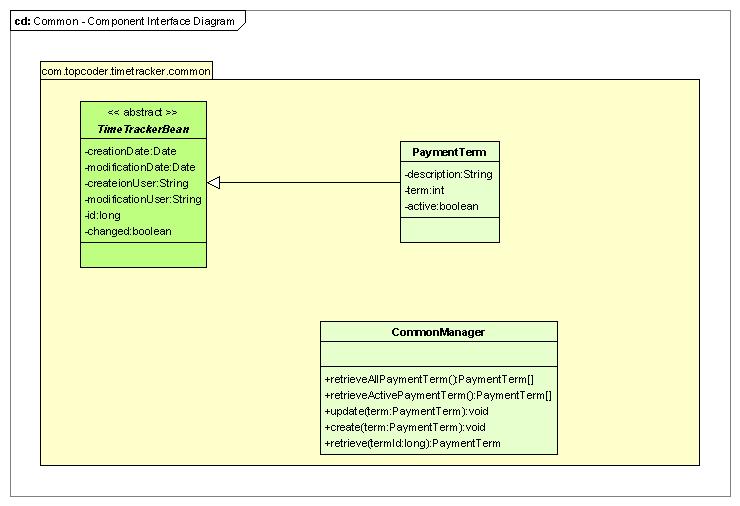 cd: Common - Component Interface Diagram
com.topcoder.timetracker.common
<< abstract >>
TimeTrackerBean
-creationDate:Date
-modificationDate:Date
-createionUser:String
-modificationUser:String
-id:long
-changed:boolean
PaymentTerm
-description:String
-term:int
-active:boolean
CommonManager
+retrieveAllPaymentTerm():PaymentTerm[]
+retrieveActivePaymentTerm():PaymentTerm[]
+update(term:PaymentTerm):void
+create(term:PaymentTerm):void
+retrieve(termId:long):PaymentTerm